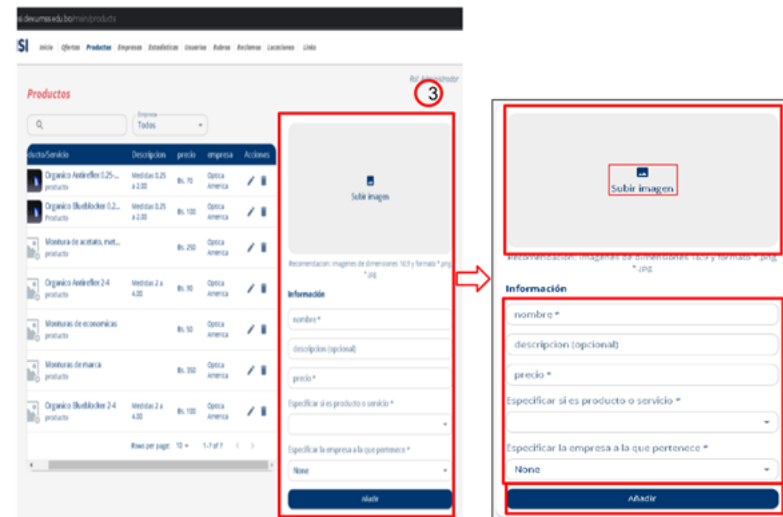 si.dev.umss.edu.bo/main/products
SI Inicio Ofertas Productos Empresas Estadisticas Usuarios Rubros Reclamos Locaciones Links
Rol: Administrador
3
Productos
Empresa
Todos
ducto/Servicio Descripcion precio empresa Acciones
Organico Antireflex 0.25-... Medidas 0.25 Bs. 70 Optica
producto a 2.00 America
Organico Blueblocker 0.2... Medidas 0.25 Bs. 100 Optica
Producto a 2.00 America
Montura de acetato, met... Bs. 250 Optica
producto America
Organico Antireflex 2-4 Medidas 2 a Bs. 90 Optica
producto 4.00 America
Monturas de economicas Bs. 50 Optica
producto America
Monturas de marca Bs. 350 Optica
producto America
Organico Blueblocker 2-4 Medidas 2 a Bs. 100 Optica
producto 4.00 America
Rows per page: 10 1-7 of 7
Subir imagen
Recomendacion: imagenes de dimensiones 16:9 y formato *.png,
*.jpg
Información
nombre *
descripcion (opcional)
precio *
Especificar si es producto o servicio *
Especificar la empresa a la que pertenece *
None
Añadir
Subir imagen
Recomendacion: imagenes de dimensiones 16:9 y formato *.png,
*.jpg
Información
nombre *
descripcion (opcional)
precio *
Especificar si es producto o servicio *
Especificar la empresa a la que pertenece *
None
Añadir